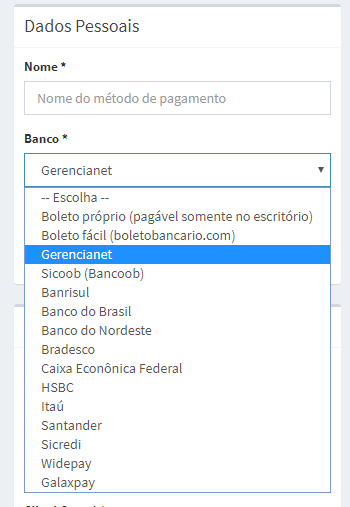 Dados Pessoais
Nome *
Nome do método de pagamento
Banco *
Gerencianet
-- Escolha --
Boleto próprio (pagável somente no escritório)
Boleto fácil (boletobancario.com)
Gerencianet
Sicoob (Bancoob)
Banrisul
Banco do Brasil
Banco do Nordeste
Bradesco
Caixa Econônica Federal
HSBC
Itaú
Santander
Sicredi
Widepay
Galaxpay